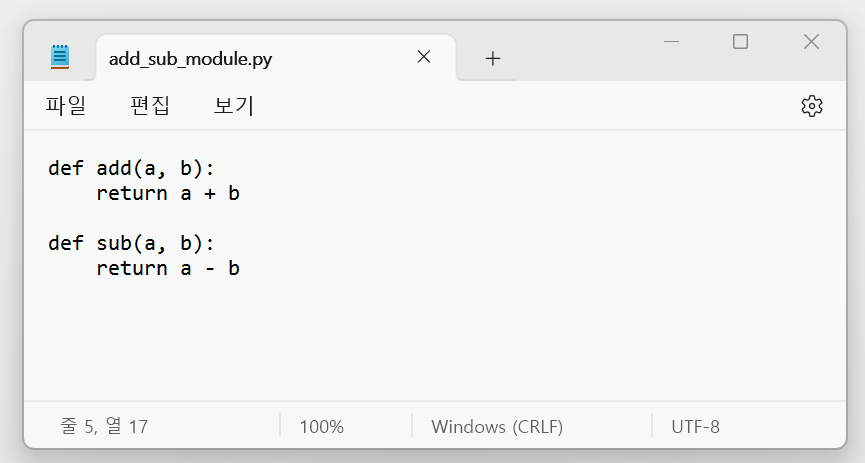 add_sub_module.py
파일 편집 보기
def add(a, b):
    return a + b

def sub(a, b):
    return a - b
줄 5, 열 17 100% Windows (CRLF) UTF-8